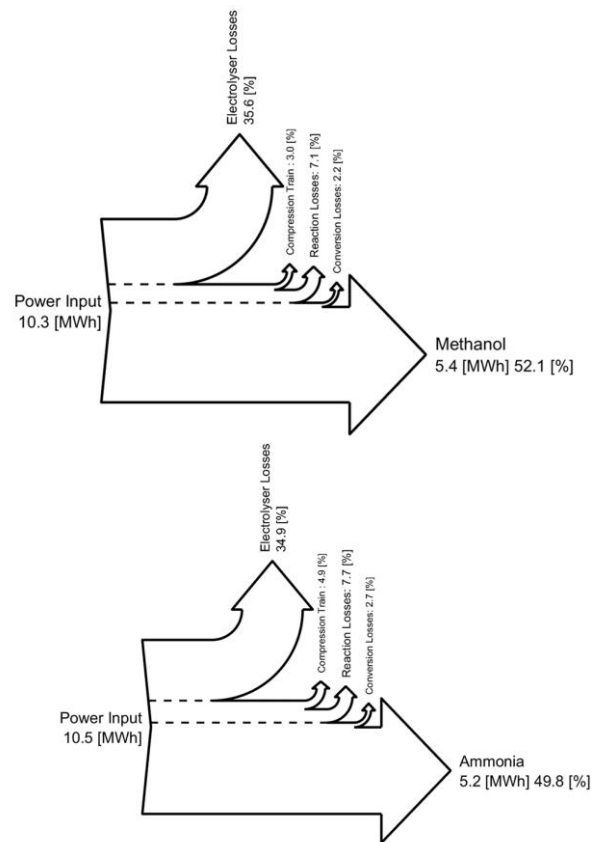 Electrolyser Losses
35.6 [%]
Compression Train : 3.0 [%]
Reaction Losses: 7.1 [%]
Conversion Losses: 2.2 [%]
Power Input
10.3 [MWh]
Methanol
5.4 [MWh] 52.1 [%]
Electrolyser Losses
34.9 [%]
Compression Train : 4.9 [%]
Reaction Losses: 7.7 [%]
Conversion Losses: 2.7 [%]
Power Input
10.5 [MWh]
Ammonia
5.2 [MWh] 49.8 [%]